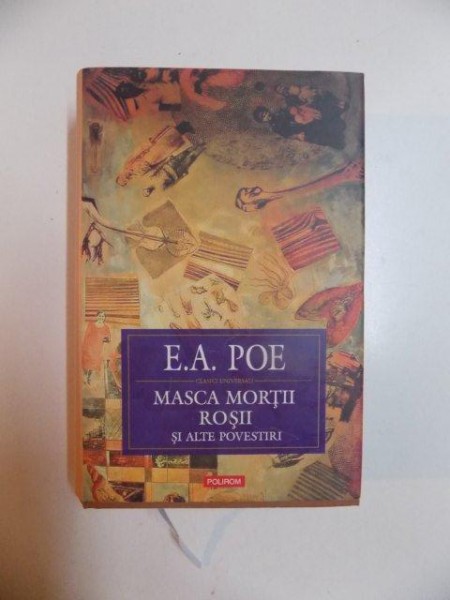 E.A. POE
CLASICI UNIVERSALI
MASCA MORȚII
ROȘII
ȘI ALTE POVESTIRI
POLIROM